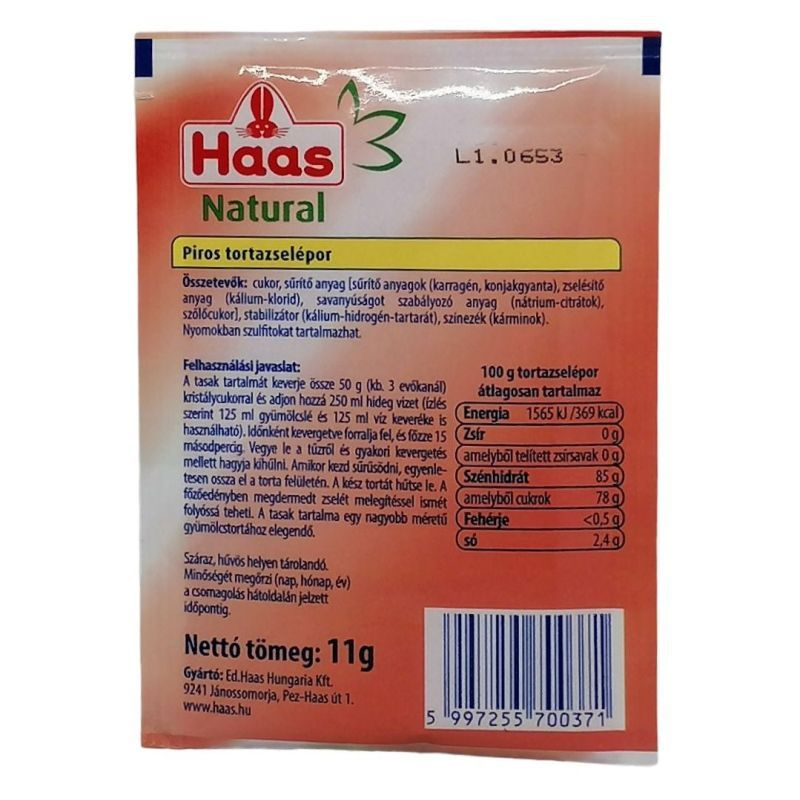 Haas
Natural
L1.0653
Piros tortazselépor
Összetevők: cukor, sűrítő anyag [sűrítő anyagok (karragén, konjakgyanta), zselésítő
anyag (kálium-klorid), savanyúságot szabályozó anyag (nátrium-citrátok),
szőlőcukor], stabilizátor (kálium-hidrogén-tartarát), színezék (kárminok).
Nyomokban szulfitokat tartalmazhat.
Felhasználási javaslat:
A tasak tartalmát keverje össze 50 g (kb. 3 evőkanál)
kristálycukorral és adjon hozzá 250 ml hideg vizet (ízlés
szerint 125 ml gyümölcslé és 125 ml víz keveréke is
használható). Időnként kevergetve forralja fel, és főzze 15
másodpercig. Vegye le a tűzről és gyakori kevergetés
mellett hagyja kihűlni. Amikor kezd sűrűsödni, egyenle-
tesen ossza el a torta felületén. A kész tortát hűtse le. A
főzőedényben megdermedt zselét melegítéssel ismét
folyóssá teheti. A tasak tartalma egy nagyobb méretű
gyümölcstortához elegendő.
100 g tortazselépor
átlagosan tartalmaz
Energia 1565 kJ /369 kcal
Zsír 0 g
amelyből telített zsírsavak 0 g
Szénhidrát 85 g
amelyből cukrok 78 g
Fehérje <0,5 g
só 2,4 g
Száraz, hűvös helyen tárolandó.
Minőségét megőrzi (nap, hónap, év)
a csomagolás hátoldalán jelzett
időpontig.
Nettó tömeg: 11g
Gyártó: Ed.Haas Hungaria Kft.
9241 Jánossomorja, Pez-Haas út 1.
www.haas.hu
5 997255 700371